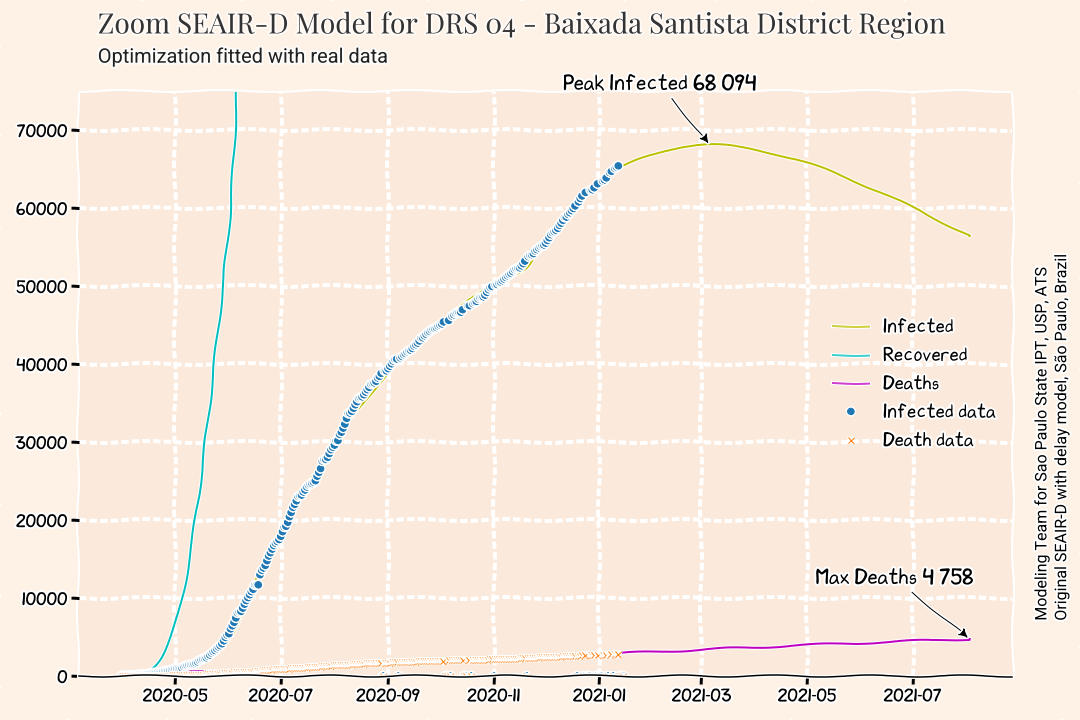 Zoom SEAIR-D Model for DRS 04 - Baixada Santista District Region
Optimization fitted with real data
Peak Infected 68 094
70000
60000
50000
40000
30000
20000
10000
0
Infected
Recovered
Deaths
Infected data
Death data
Max Deaths 4 758
2020-05
2020-07
2020-09
2020-11
2021-01
2021-03
2021-05
2021-07
Modeling Team for Sao Paulo State IPT, USP, ATS
Original SEAIR-D with delay model, São Paulo, Brazil